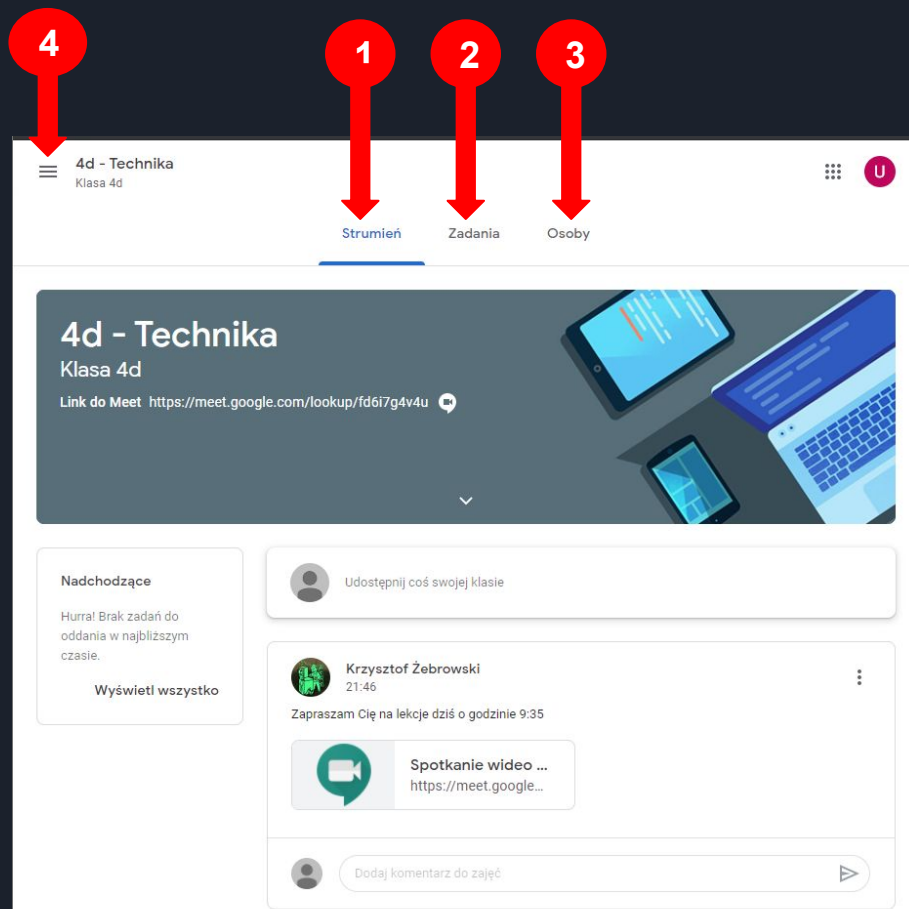 4
1
2
3
4d - Technika
Klasa 4d
U
Strumień
Zadania
Osoby
4d - Technika
Klasa 4d
Link do Meet https://meet.google.com/lookup/fd6i7g4v4u
Nadchodzące
Hurra! Brak zadań do
oddania w najbliższym
czasie.
Wyświetl wszystko
Udostępnij coś swojej klasie
Krzysztof Żebrowski
21:46
Zapraszam Cię na lekcje dziś o godzinie 9:35
Spotkanie wideo ...
https://meet.google...
Dodaj komentarz do zajęć